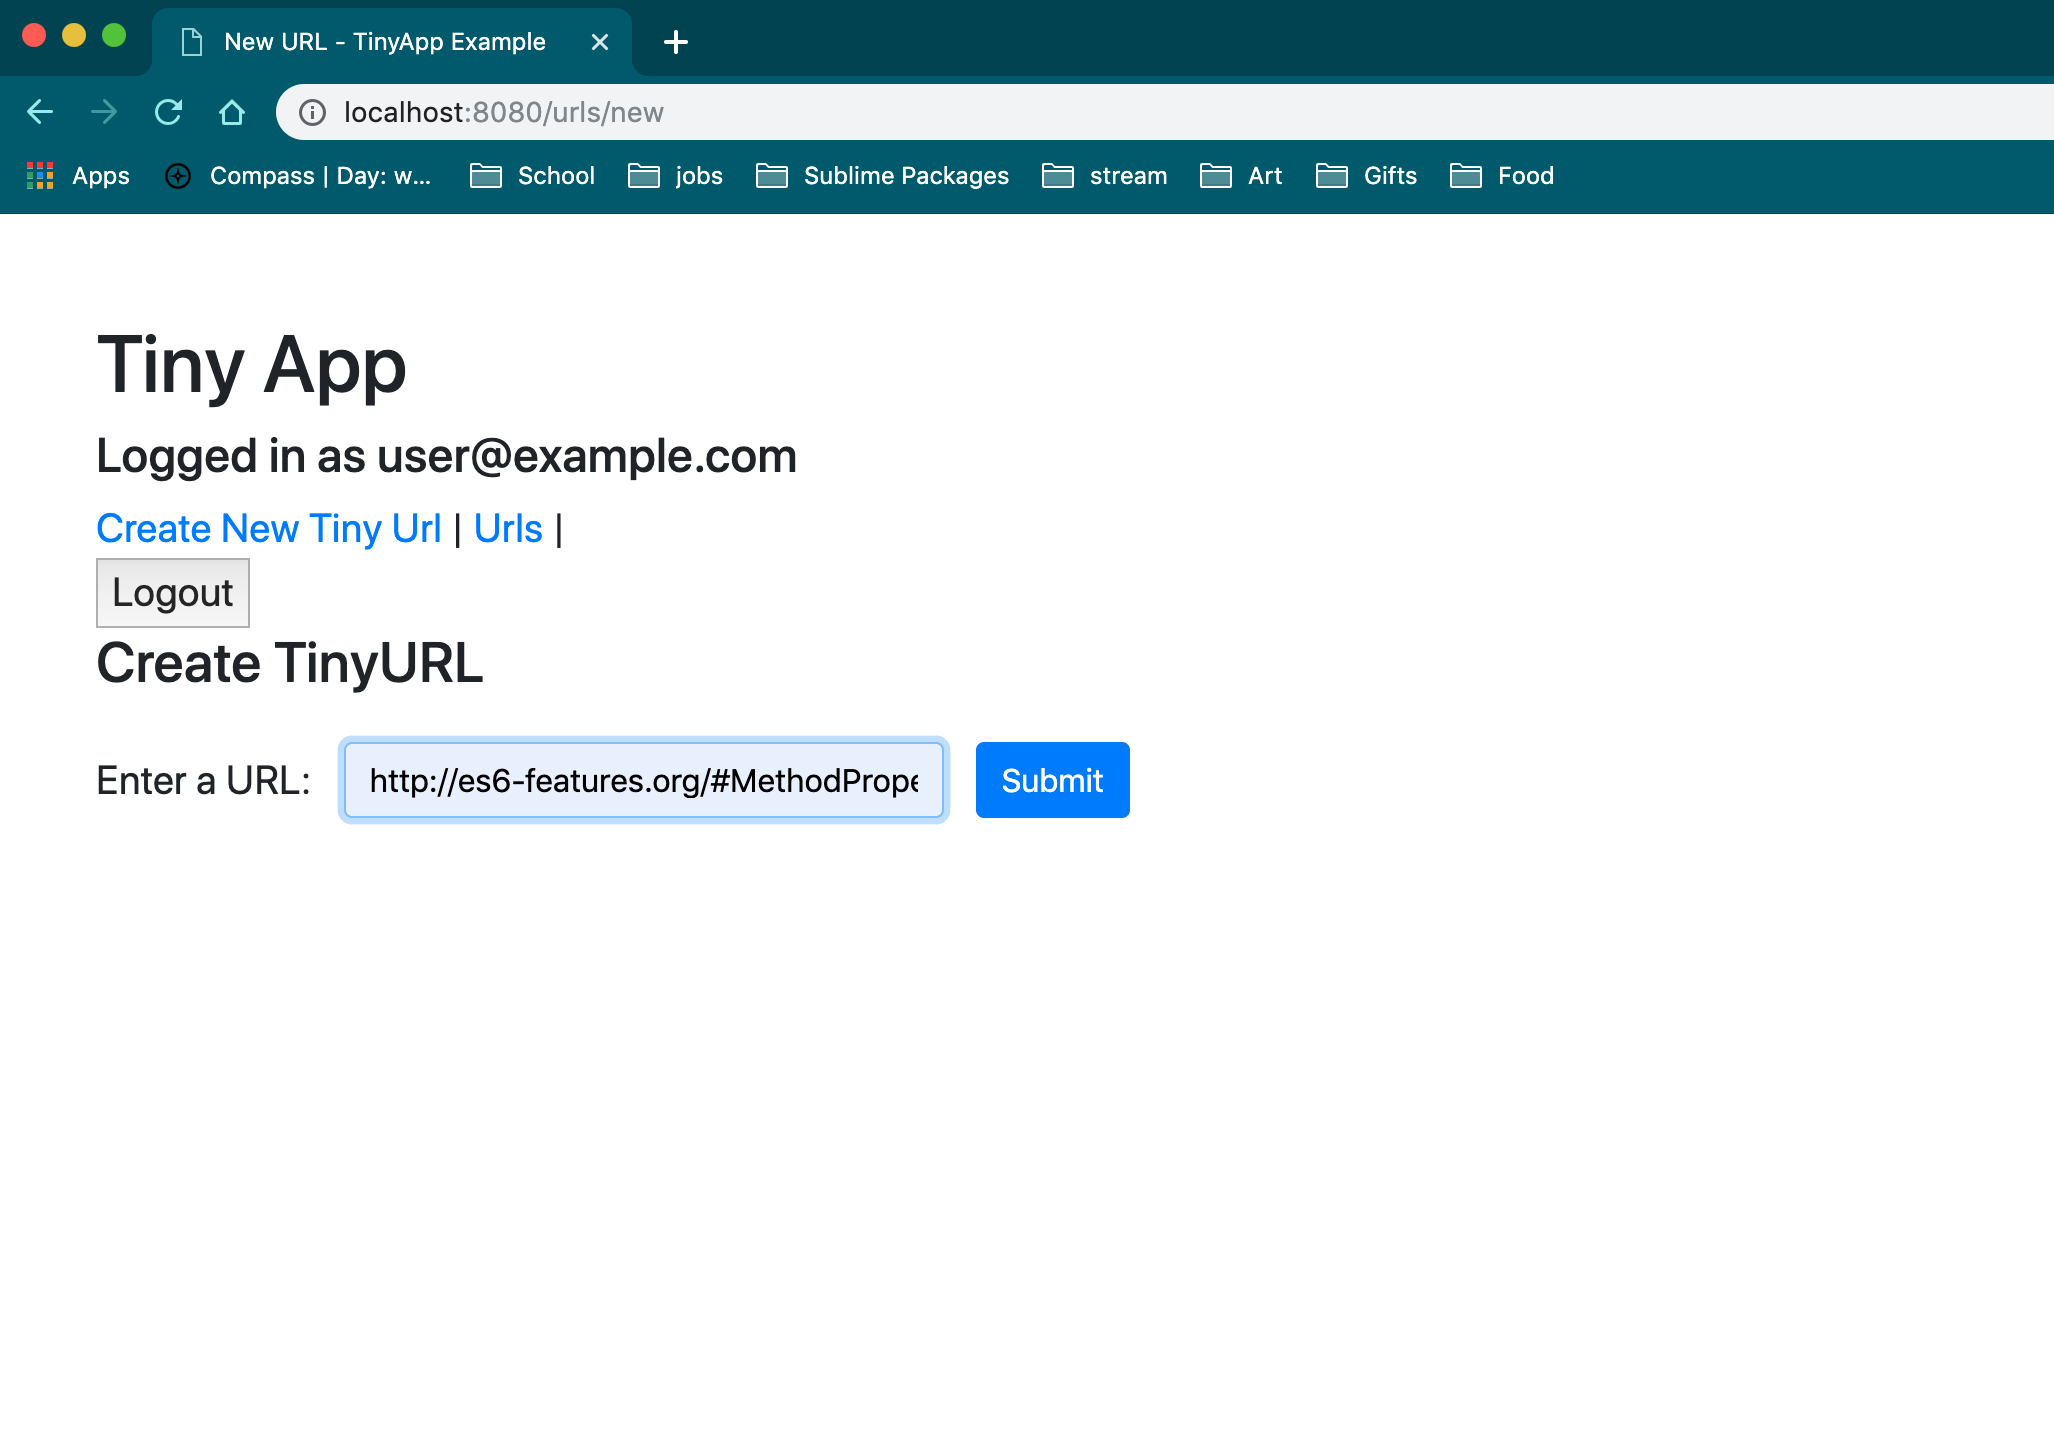 New URL - TinyApp Example
localhost:8080/urls/new
Apps Compass | Day: w... School jobs Sublime Packages stream Art Gifts Food
Tiny App
Logged in as user@example.com
Create New Tiny Url | Urls |
Logout
Create TinyURL
Enter a URL: http://es6-features.org/#MethodPrope Submit